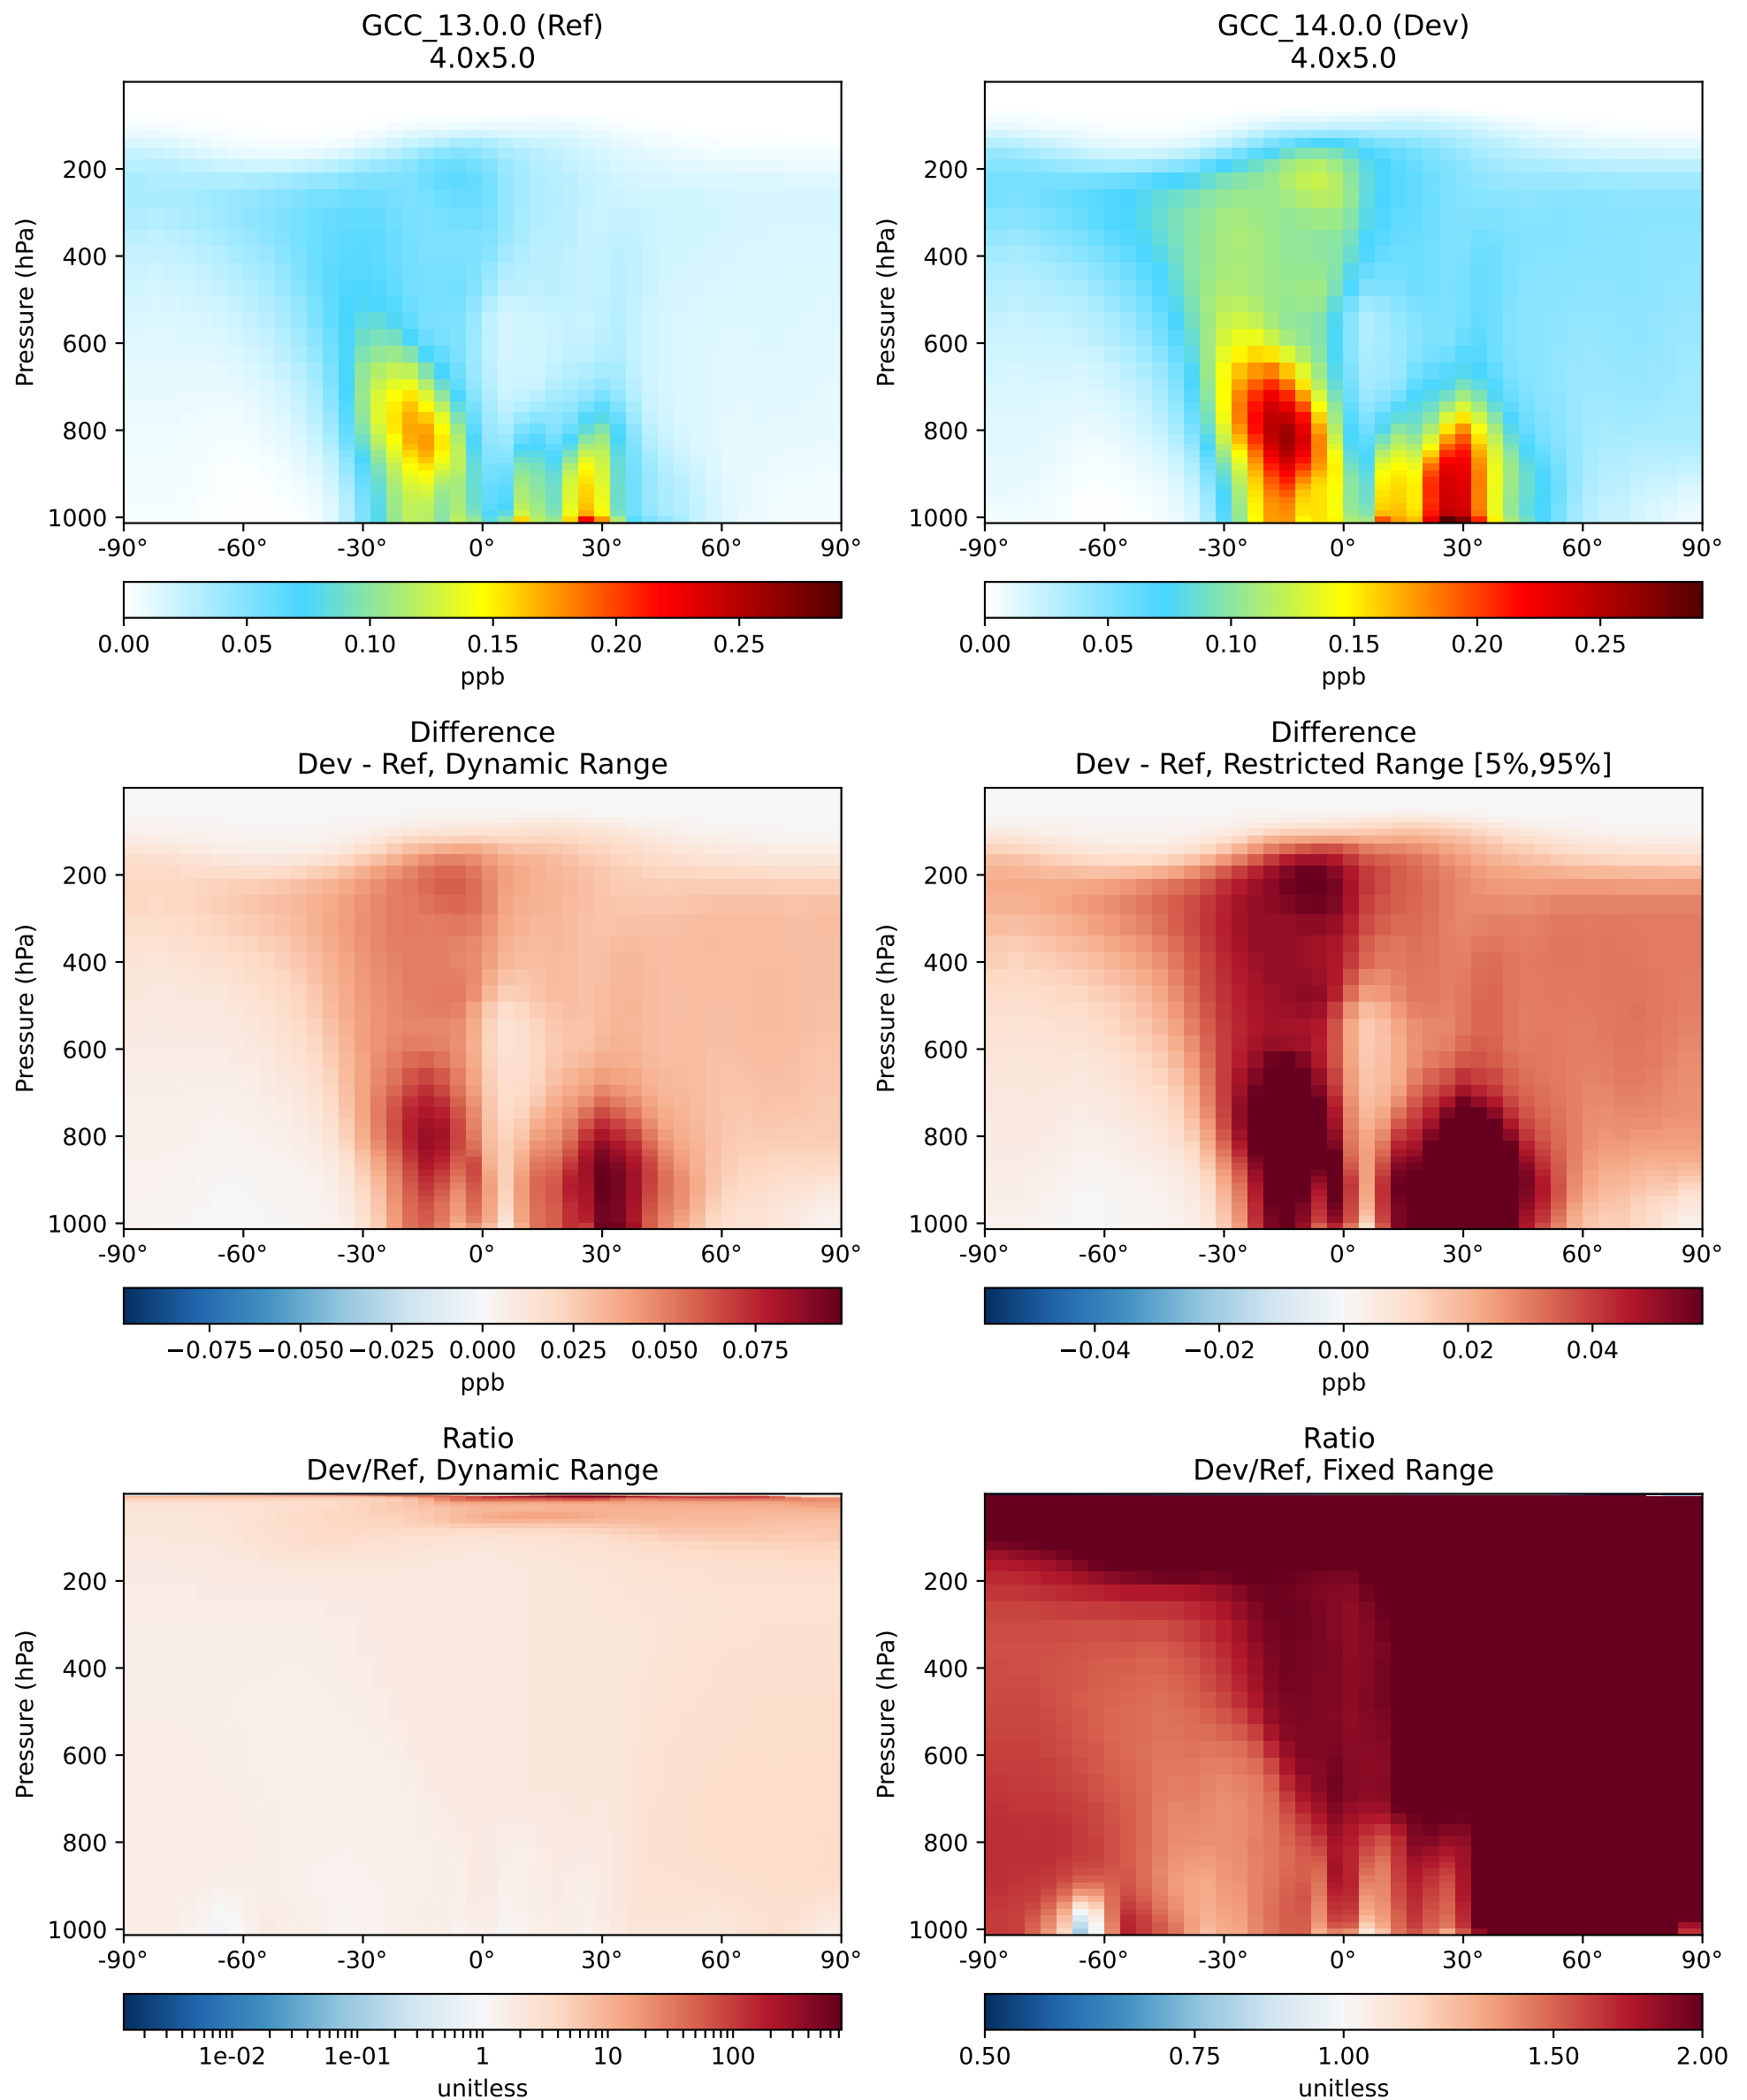 GCC_13.0.0 (Ref)
4.0x5.0
Pressure (hPa)
200
400
600
800
1000
-90° -60° -30° 0° 30° 60° 90°
0.00 0.05 0.10 0.15 0.20 0.25
ppb
GCC_14.0.0 (Dev)
4.0x5.0
Pressure (hPa)
200
400
600
800
1000
-90° -60° -30° 0° 30° 60° 90°
0.00 0.05 0.10 0.15 0.20 0.25
ppb
Difference
Dev - Ref, Dynamic Range
Pressure (hPa)
200
400
600
800
1000
-90° -60° -30° 0° 30° 60° 90°
−0.075 −0.050 −0.025 0.000 0.025 0.050 0.075
ppb
Difference
Dev - Ref, Restricted Range [5%,95%]
Pressure (hPa)
200
400
600
800
1000
-90° -60° -30° 0° 30° 60° 90°
−0.04 −0.02 0.00 0.02 0.04
ppb
Ratio
Dev/Ref, Dynamic Range
Pressure (hPa)
200
400
600
800
1000
-90° -60° -30° 0° 30° 60° 90°
1e-02 1e-01 1 10 100
unitless
Ratio
Dev/Ref, Fixed Range
Pressure (hPa)
200
400
600
800
1000
-90° -60° -30° 0° 30° 60° 90°
0.50 0.75 1.00 1.50 2.00
unitless